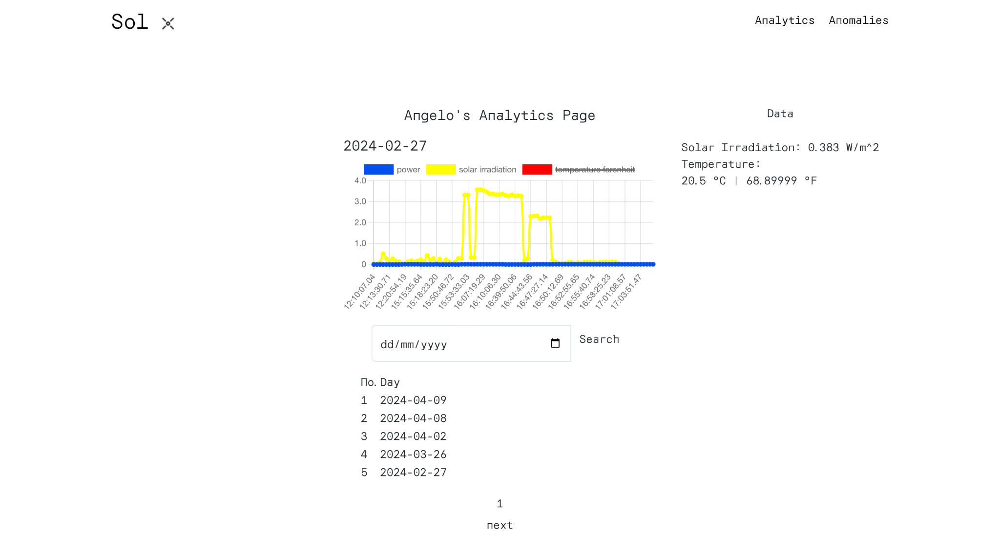 Sol
Analytics Anomalies
Angelo's Analytics Page
2024-02-27
power solar irradiation temperature farenheit
4.0
3.0
2.0
1.0
0
12:10:07.04
12:13:30.71
12:20:54.19
15:15:35.64
15:18:23.20
15:50:46.72
15:53:33.03
16:07:19.29
16:10:06.30
16:39:50.06
16:44:43.56
16:47:27.14
16:50:12.69
16:52:55.65
16:55:40.74
16:58:25.23
17:01:08.57
17:03:51.47
dd/mm/yyyy
Search
No. Day
1 2024-04-09
2 2024-04-08
3 2024-04-02
4 2024-03-26
5 2024-02-27
1
next
Data
Solar Irradiation: 0.383 W/m^2
Temperature:
20.5 °C | 68.89999 °F